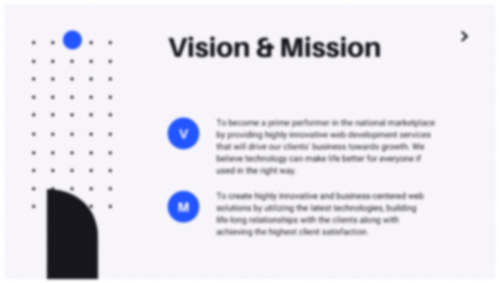 Vision & Mission
V
To become a prime performer in the national marketplace
by providing highly innovative web development services
that will drive our clients' business towards growth. We
believe technology can make life better for everyone if
used in the right way.
M
To create highly innovative and business-centered web
solutions by utilizing the latest technologies, building
life-long relationships with the clients along with
achieving the highest client satisfaction.